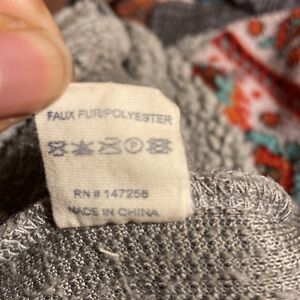 FAUX FUR/POLYESTER
RN # 147258
MADE IN CHINA